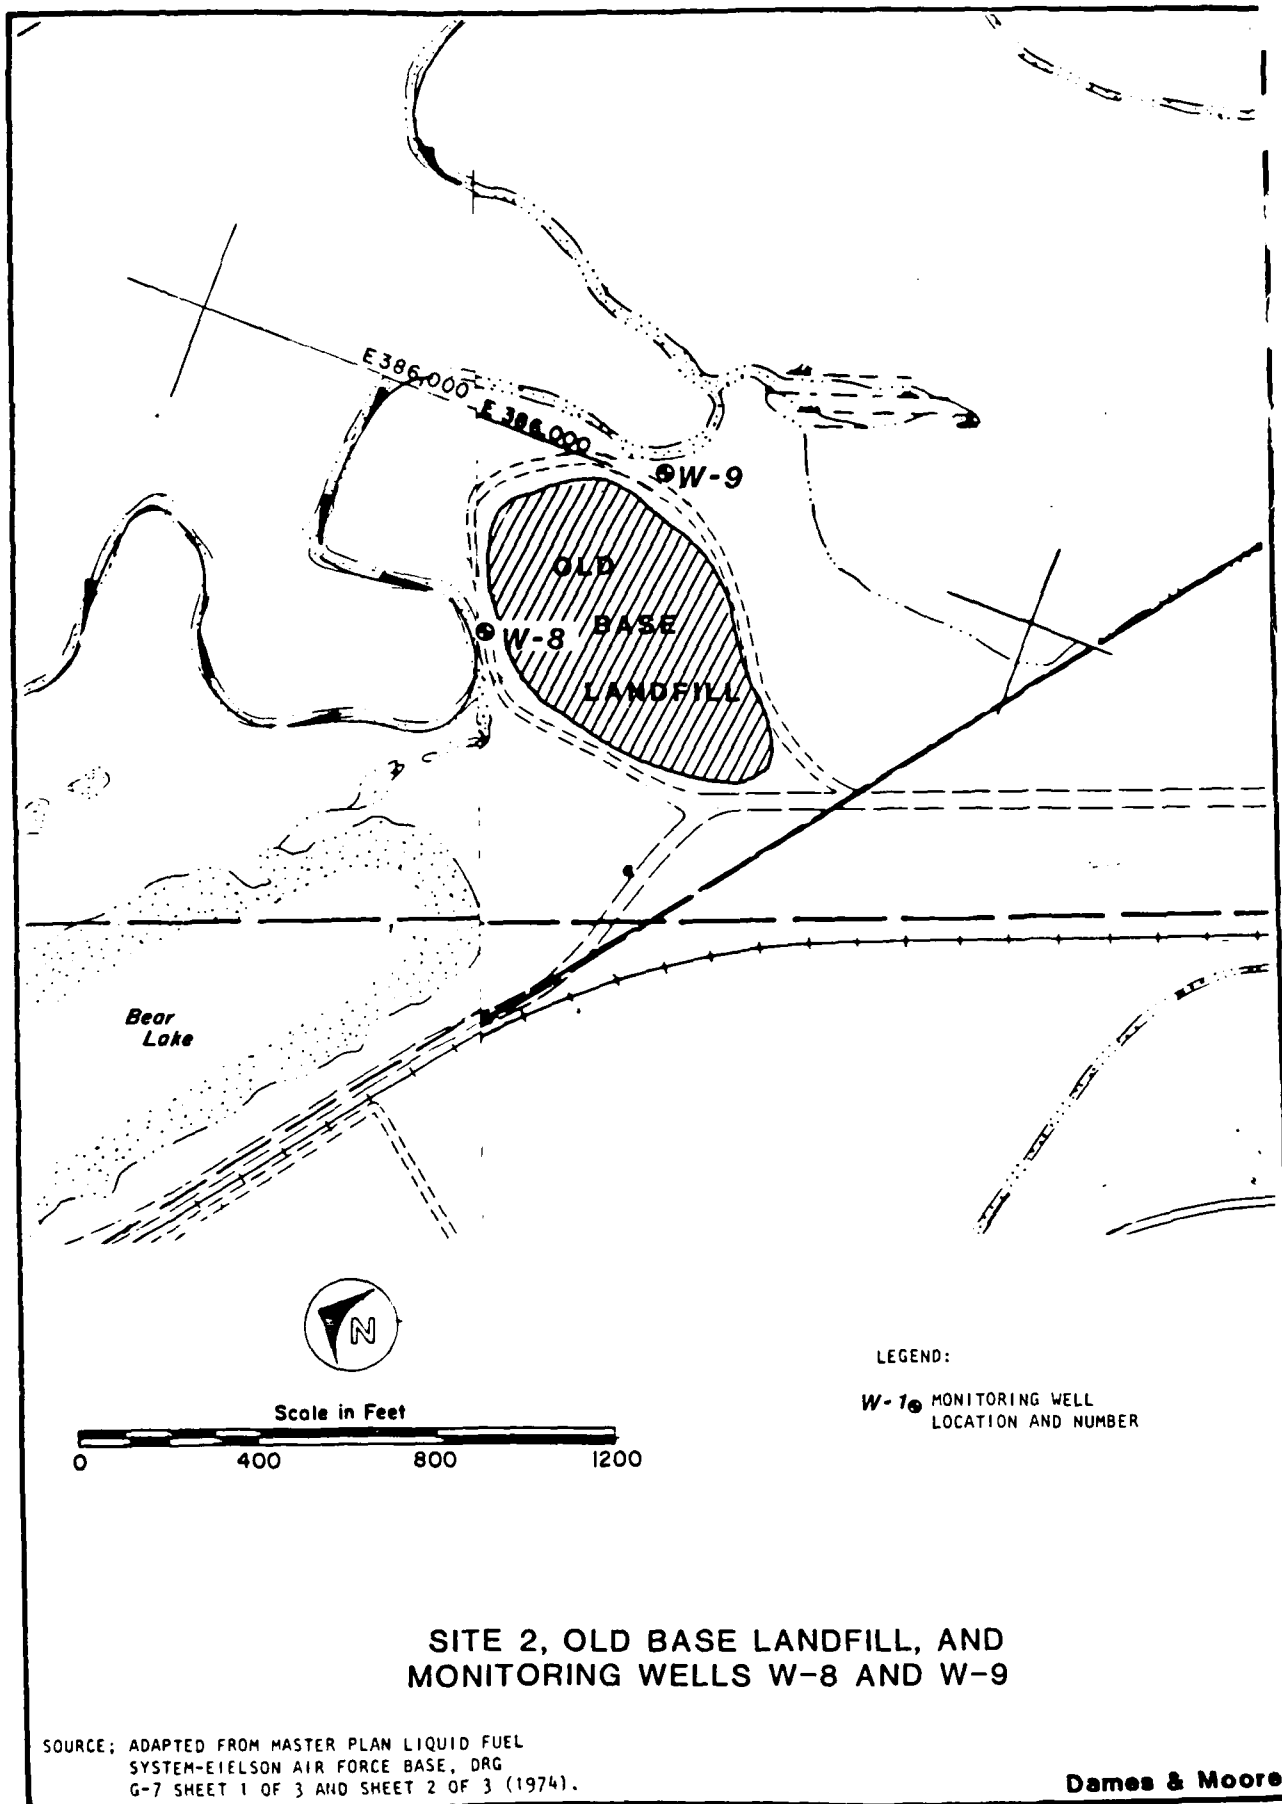 E 386,000
E 386,000
W-9
OLD
BASE
LANDFILL
W-8
Bear
Lake
N
Scale in Feet
0 400 800 1200
LEGEND:
W-1 MONITORING WELL
LOCATION AND NUMBER
SITE 2, OLD BASE LANDFILL, AND
MONITORING WELLS W-8 AND W-9
SOURCE; ADAPTED FROM MASTER PLAN LIQUID FUEL
SYSTEM-EIELSON AIR FORCE BASE, DRG
G-7 SHEET 1 OF 3 AND SHEET 2 OF 3 (1974).
Dames & Moore